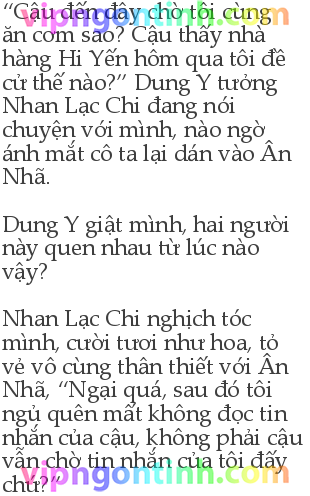 vipngontinh.com
“Cậu đến đây chờ tôi cùng
ăn cơm sao? Cậu thấy nhà
hàng Hi Yến hôm qua tôi đề
cử thế nào?” Dung Y tưởng
Nhan Lạc Chi đang nói
chuyện với mình, nào ngờ
ánh mắt cô ta lại dán vào Ân
Nhã.
Dung Y giật mình, hai người
này quen nhau từ lúc nào
vậy?
Nhan Lạc Chi nghịch tóc
mình, cười tươi như hoa, tỏ
vẻ vô cùng thân thiết với Ân
Nhã, “Ngại quá, sau đó tôi
ngủ quên mất không đọc tin
nhắn của cậu, không phải cậu
vẫn chờ tin nhắn của tôi đấy
vipngontinh.com
chứ?”